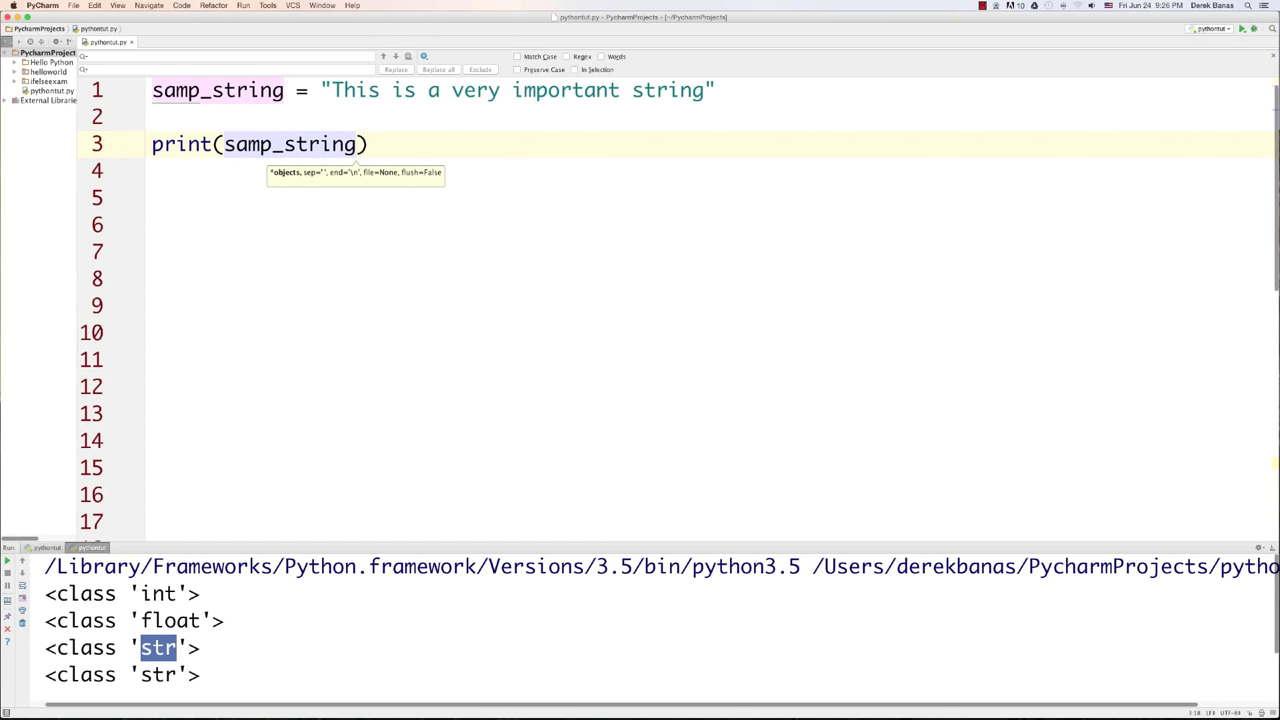 PyCharm File Edit View Navigate Code Refactor Run Tools VCS Window Help Fri Jun 24 9:26 PM Derek Banas
pythontut.py - PycharmProjects - [~/PycharmProjects]
PycharmProjects pythontut.py pythontut
pythontut.py
PycharmProject
Hello Python
helloworld
ifelseexam
pythontut.py
External Librarie
Match Case Regex Words
Replace Replace all Exclude Preserve Case In Selection
1 samp_string = "This is a very important string"
2
3 print(samp_string)
*objects, sep=' ', end='\n', file=None, flush=False
4
5
6
7
8
9
10
11
12
13
14
15
16
17
Run: pythontut pythontut
/Library/Frameworks/Python.framework/Versions/3.5/bin/python3.5 /Users/derekbanas/PycharmProjects/pytho
<class 'int'>
<class 'float'>
<class 'str'>
<class 'str'>
3:18 LF÷ UTF-8÷